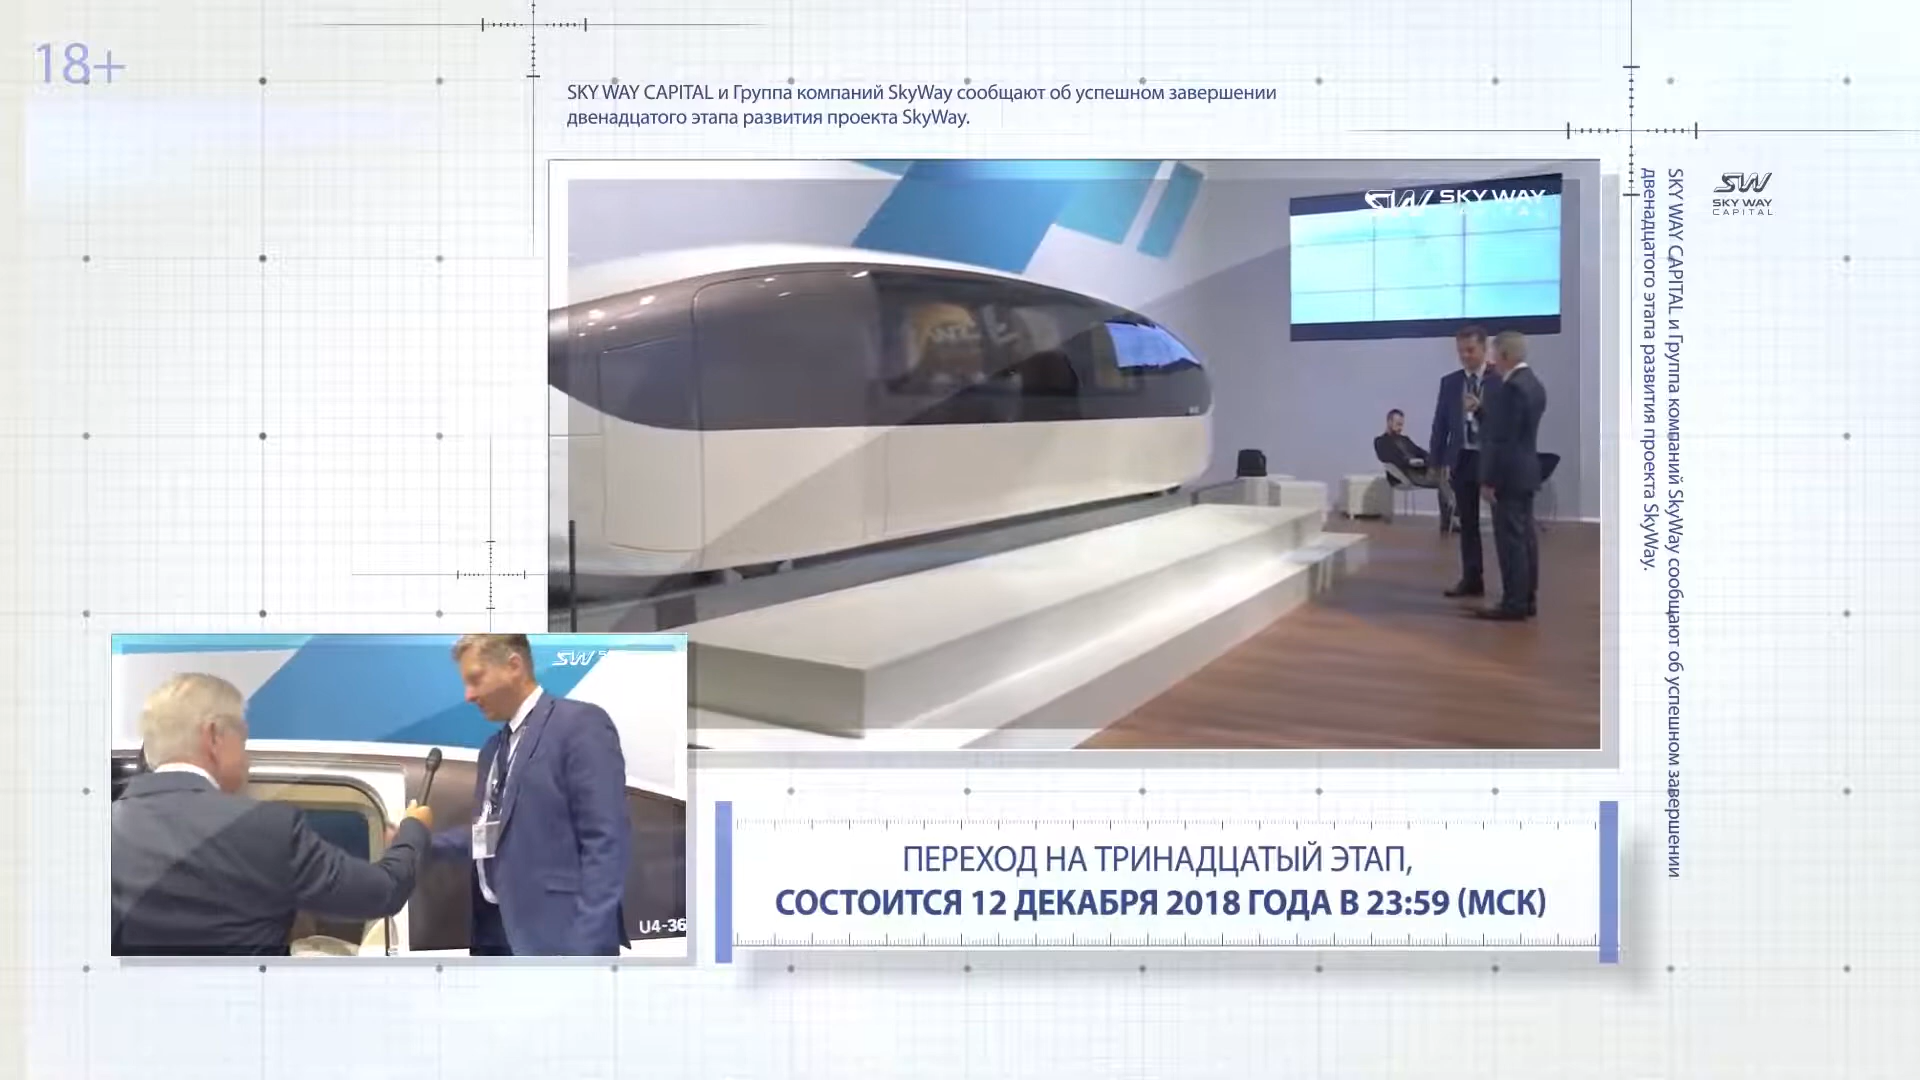 18+
SKY WAY CAPITAL и Группа компаний SkyWay сообщают об успешном завершении
двенадцатого этапа развития проекта SkyWay.
SW SKY WAY
CAPITAL
SW
SKY WAY
CAPITAL
SKY WAY CAPITAL и Группа компаний SkyWay сообщают об успешном завершении
двенадцатого этапа развития проекта SkyWay.
SW
U4-36
ПЕРЕХОД НА ТРИНАДЦАТЫЙ ЭТАП,
СОСТОИТСЯ 12 ДЕКАБРЯ 2018 ГОДА В 23:59 (МСК)